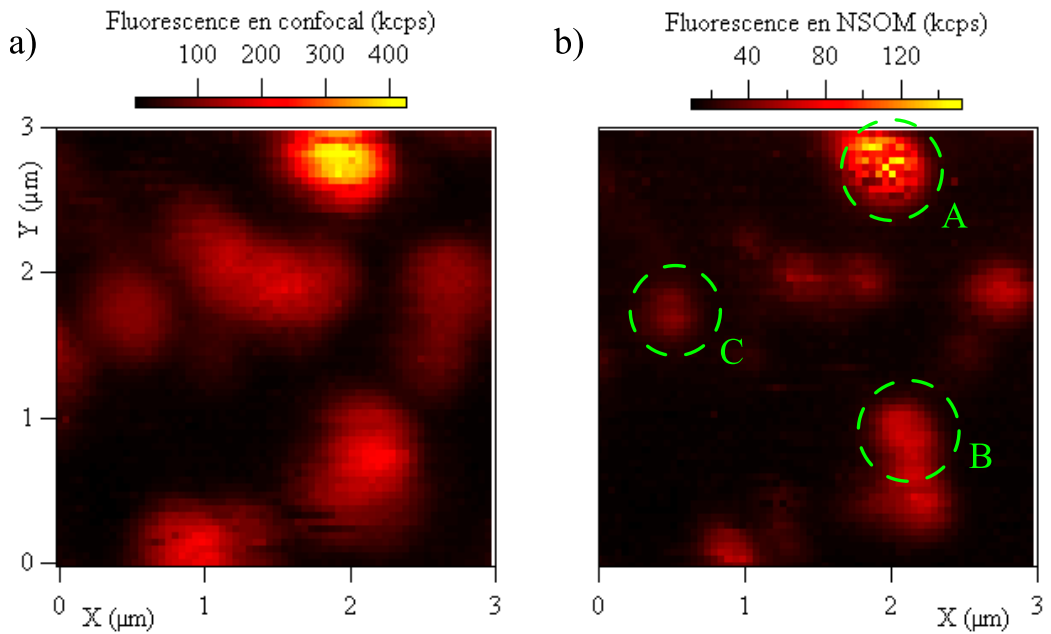 a)
Fluorescence en confocal (kcps)
100 200 300 400
Y (µm)
3
2
1
0
0 1 2 3
X (µm)
b)
Fluorescence en NSOM (kcps)
40 80 120
A
C
B
0 1 2 3
X (µm)